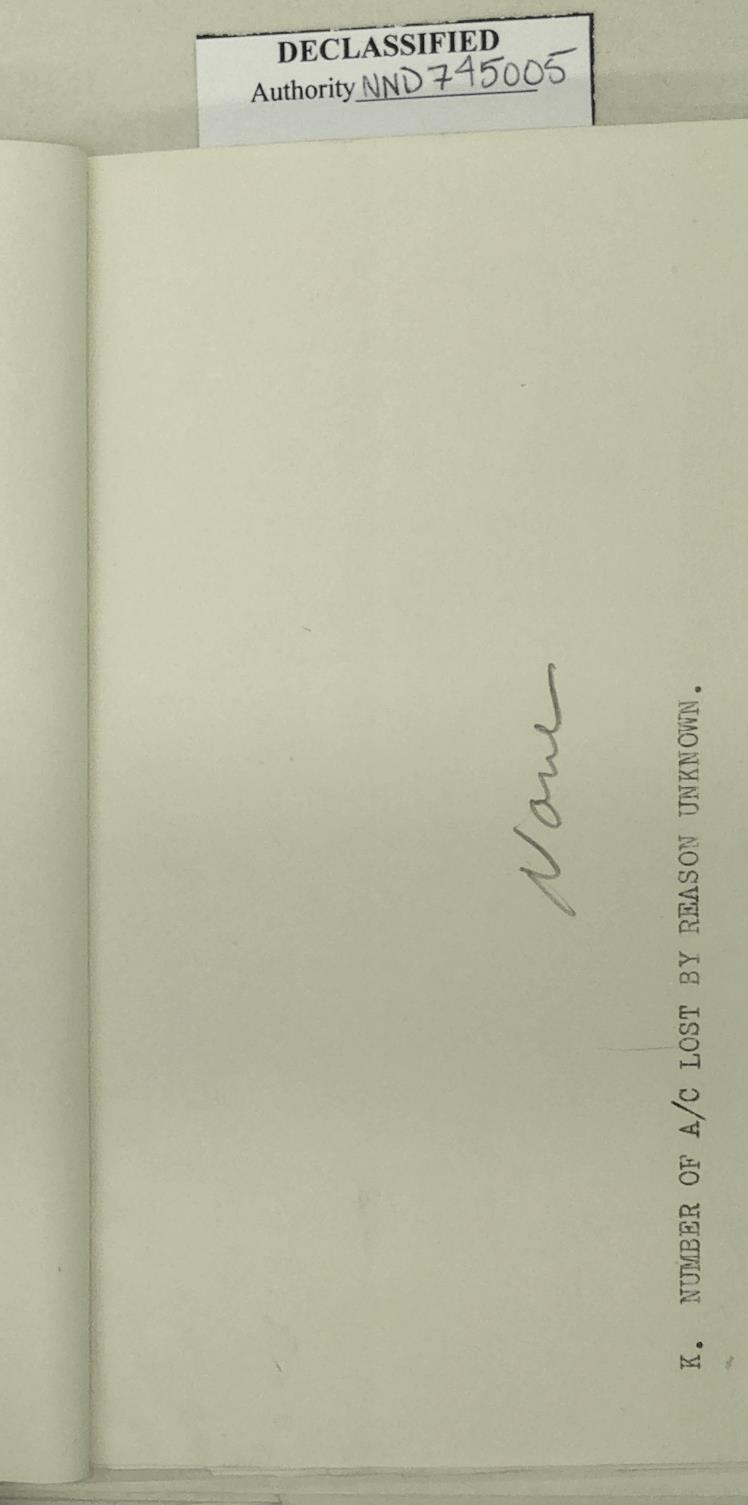 DECLASSIFIED
Authority NND 745005
None
K. NUMBER OF A/C LOST BY REASON UNKNOWN.